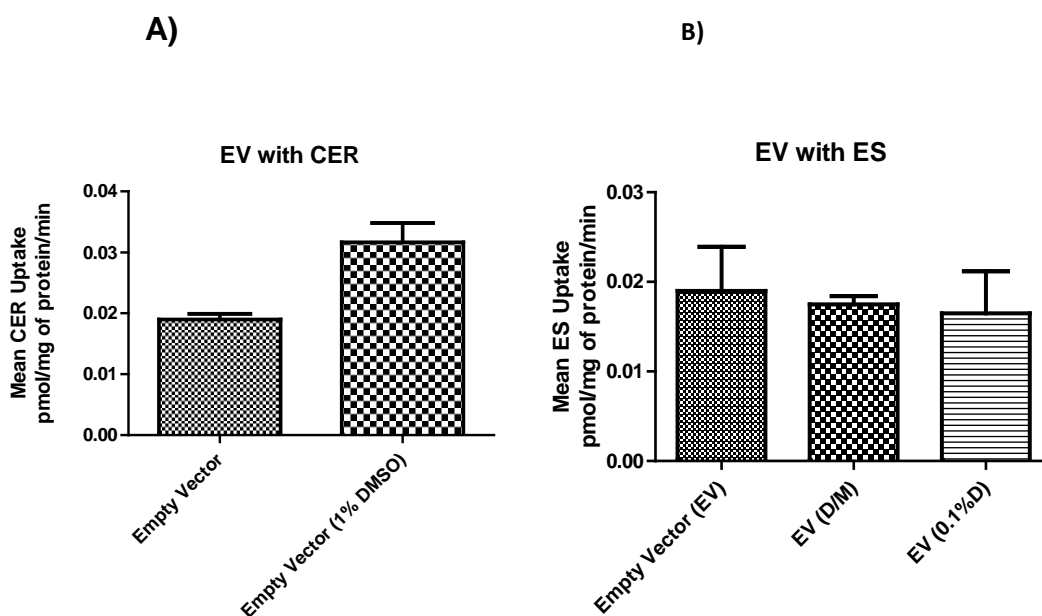 A)
EV with CER
Mean CER Uptake
pmol/mg of protein/min
0.04
0.03
0.02
0.01
0.00
Empty Vector
Empty Vector (1% DMSO)
B)
EV with ES
Mean ES Uptake
pmol/mg of protein/min
0.03
0.02
0.01
0.00
Empty Vector (EV)
EV (D/M)
EV (0.1%D)